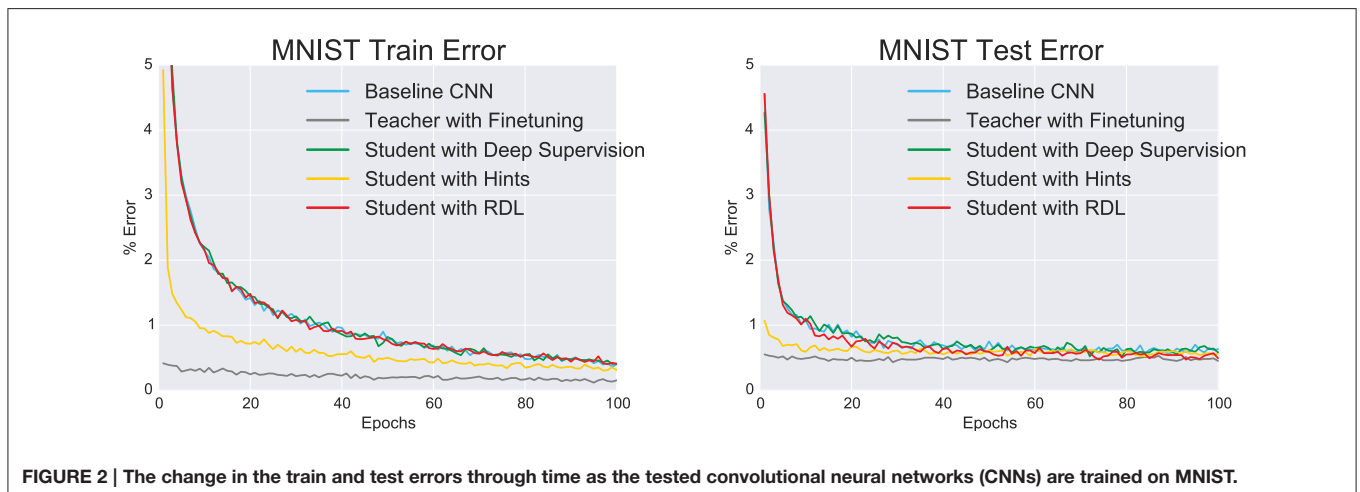 MNIST Train Error
5
4
3
2
1
0
% Error
Baseline CNN
Teacher with Finetuning
Student with Deep Supervision
Student with Hints
Student with RDL
0 20 40 60 80 100
Epochs
MNIST Test Error
5
4
3
2
1
0
% Error
Baseline CNN
Teacher with Finetuning
Student with Deep Supervision
Student with Hints
Student with RDL
0 20 40 60 80 100
Epochs
FIGURE 2 | The change in the train and test errors through time as the tested convolutional neural networks (CNNs) are trained on MNIST.